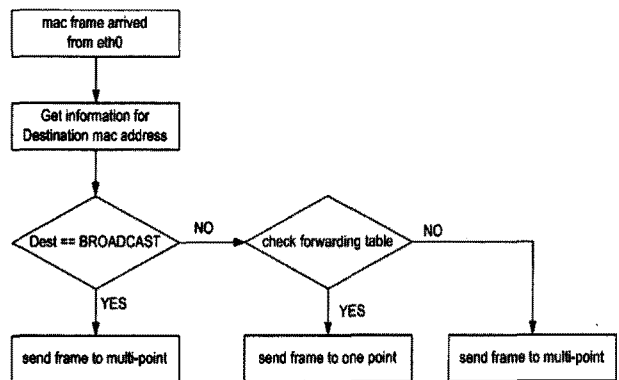 mac frame arrived
from eth0
Get information for
Destination mac address
Dest == BROADCAST
NO
check forwarding table
NO
YES
YES
send frame to multi-point
send frame to one point
send frame to multi-point